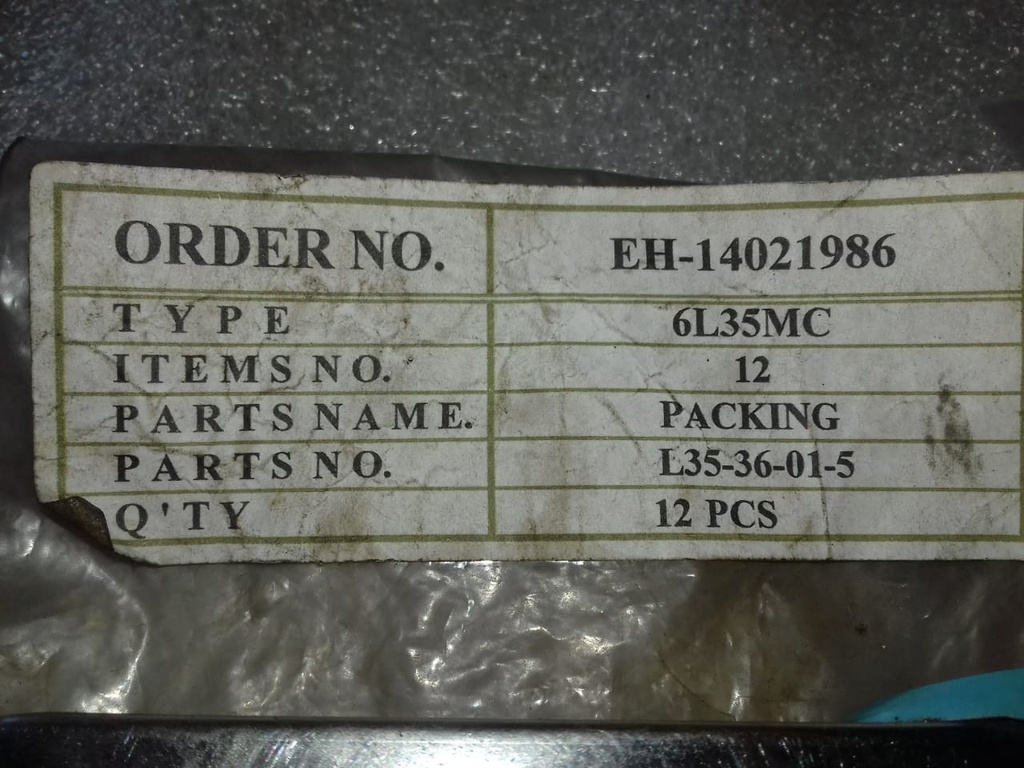 ORDER NO. EH-14021986
TYPE 6L35MC
ITEMS NO. 12
PARTS NAME. PACKING
PARTS NO. L35-36-01-5
Q'TY 12 PCS